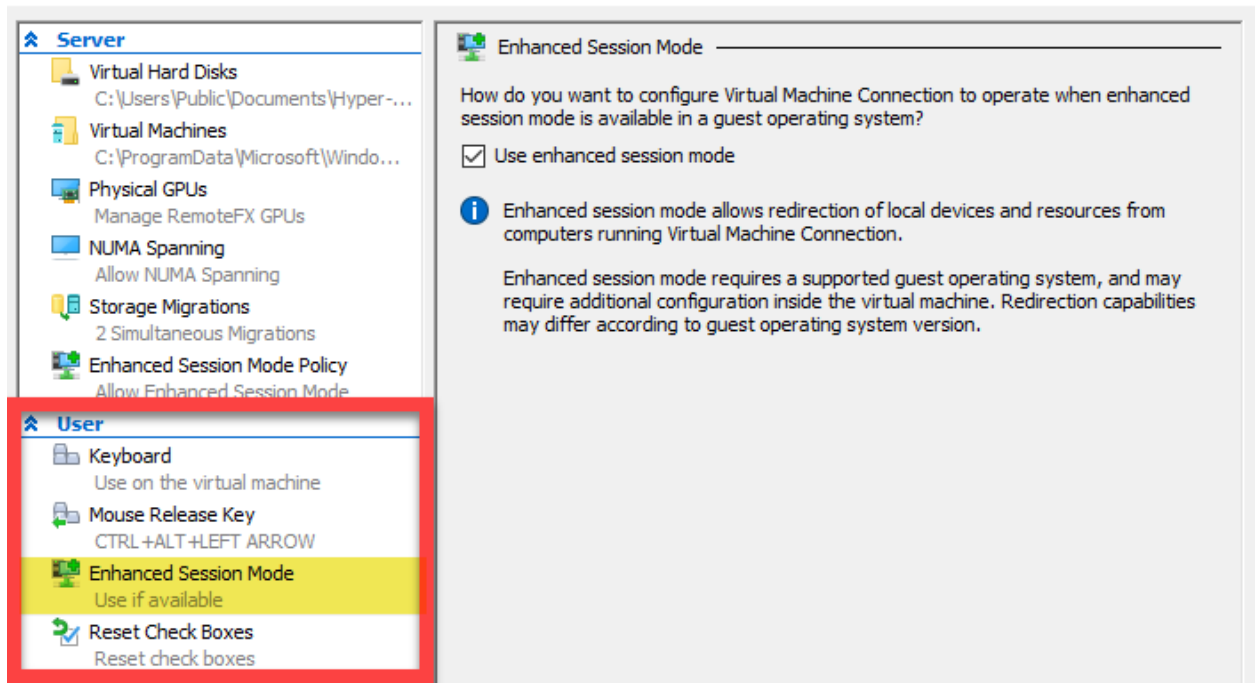 Server
Virtual Hard Disks
C:\Users\Public\Documents\Hyper-...
Virtual Machines
C:\ProgramData\Microsoft\Windo...
Physical GPUs
Manage RemoteFX GPUs
NUMA Spanning
Allow NUMA Spanning
Storage Migrations
2 Simultaneous Migrations
Enhanced Session Mode Policy
Allow Enhanced Session Mode
User
Keyboard
Use on the virtual machine
Mouse Release Key
CTRL+ALT+LEFT ARROW
Enhanced Session Mode
Use if available
Reset Check Boxes
Reset check boxes
Enhanced Session Mode
How do you want to configure Virtual Machine Connection to operate when enhanced
session mode is available in a guest operating system?
Use enhanced session mode
Enhanced session mode allows redirection of local devices and resources from
computers running Virtual Machine Connection.
Enhanced session mode requires a supported guest operating system, and may
require additional configuration inside the virtual machine. Redirection capabilities
may differ according to guest operating system version.